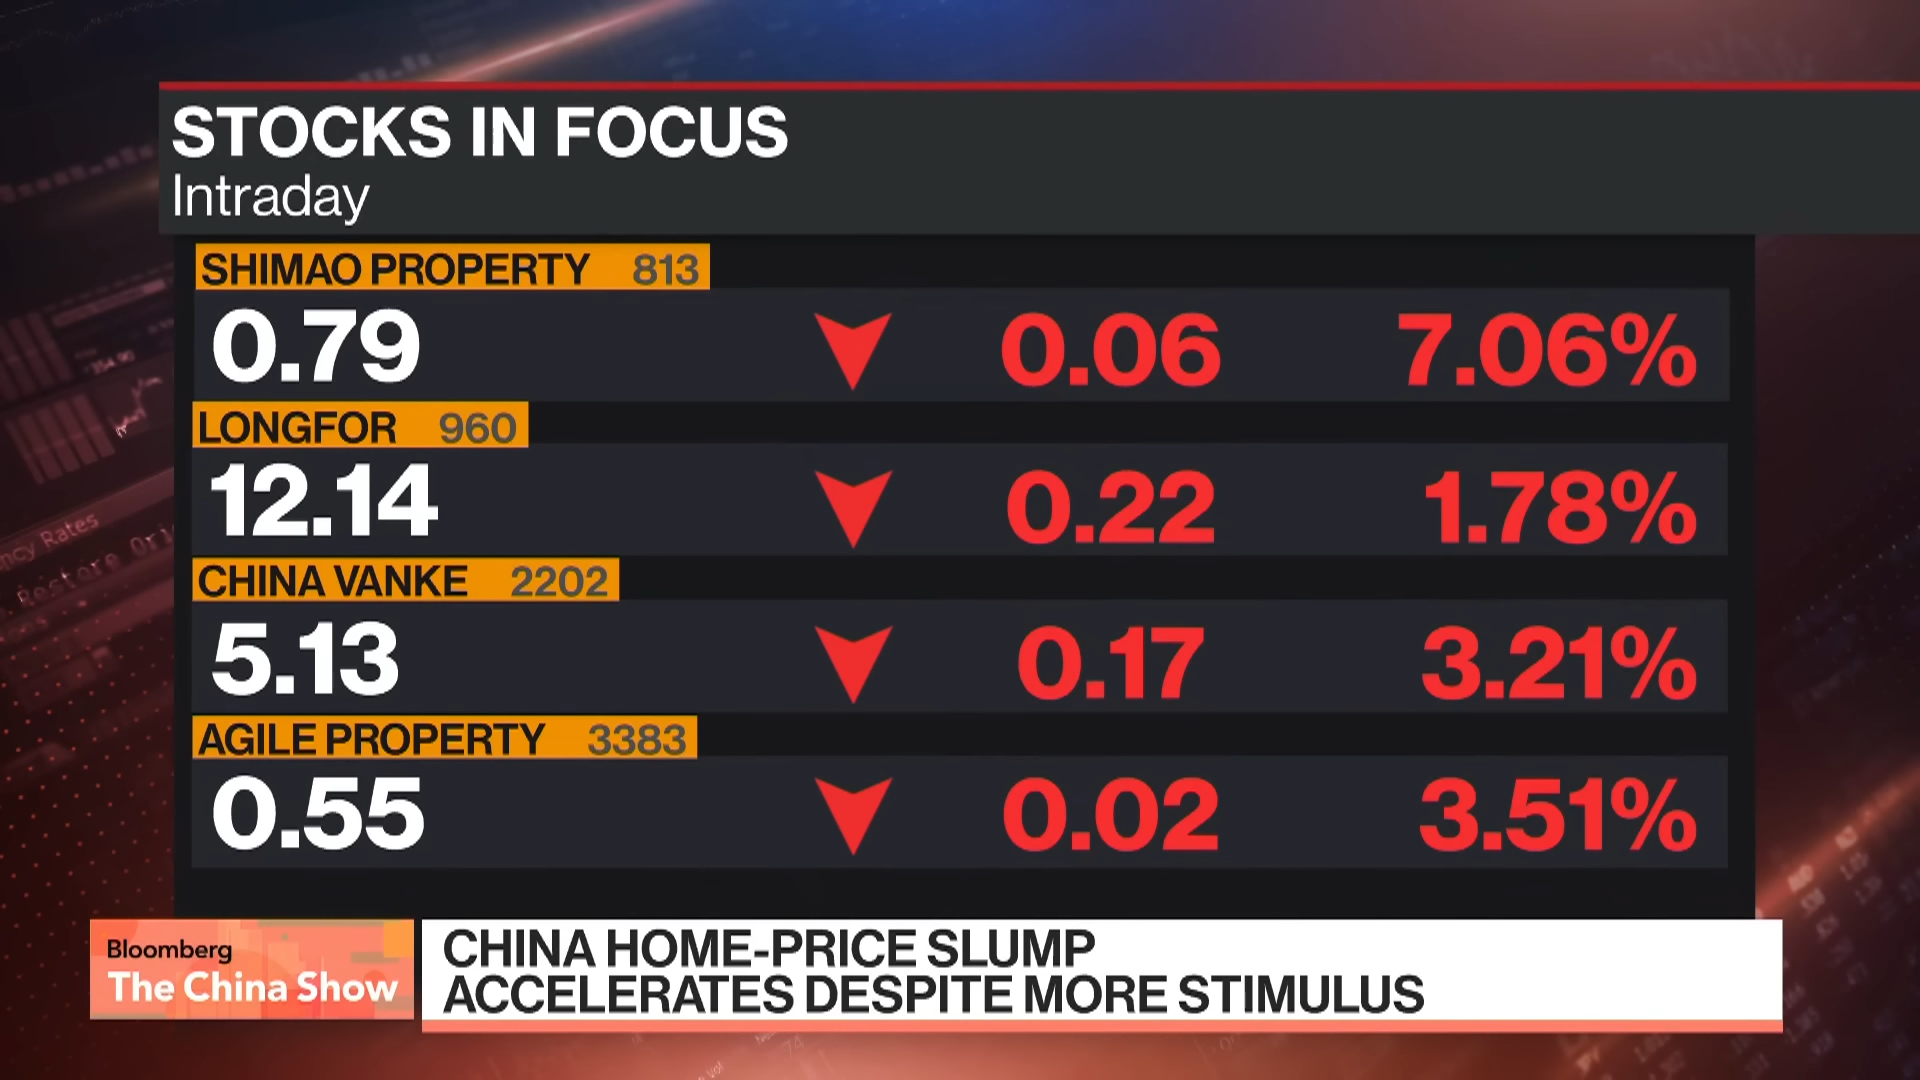 STOCKS IN FOCUS
Intraday
SHIMAO PROPERTY 813
0.79 0.06 7.06%
LONGFOR 960
12.14 0.22 1.78%
CHINA VANKE 2202
5.13 0.17 3.21%
AGILE PROPERTY 3383
0.55 0.02 3.51%
Bloomberg
The China Show
CHINA HOME-PRICE SLUMP
ACCELERATES DESPITE MORE STIMULUS